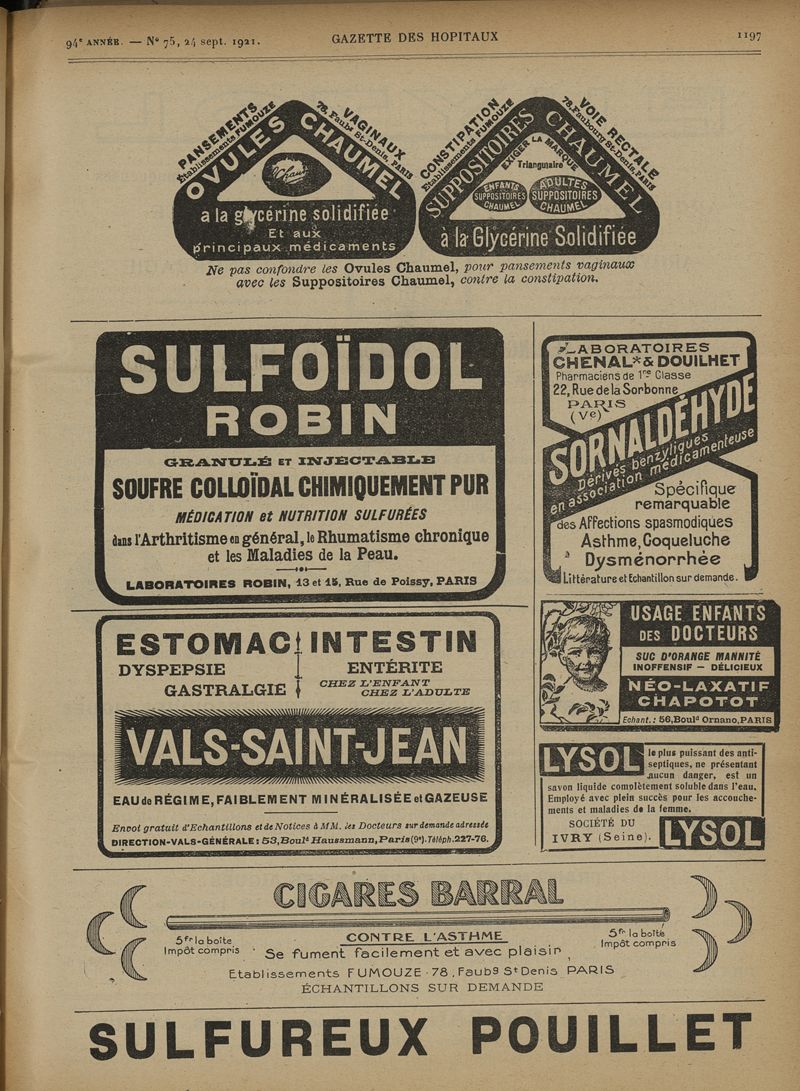 94e ANNÉE. — No 75, 24 sept. 1921.
GAZETTE DES HOPITAUX
1197
PANSEMENTS VAGINAUX
Établissements FUMOUZE 78, Faubg St-Denis, PARIS
OVULES CHAUMEL
Chaumel
à la glycérine solidifiée
Et aux
principaux médicaments
CONSTIPATION VOIE RECTALE
Établissements FUMOUZE 78, Faubourg St-Denis, PARIS
SUPPOSITOIRES CHAUMEL
EXIGER LA MARQUE
Triangulaire
ENFANTS
SUPPOSITOIRES
CHAUMEL
ADULTES
SUPPOSITOIRES
CHAUMEL
à la Glycérine Solidifiée
Ne pas confondre les Ovules Chaumel, pour pansements vaginaux
avec les Suppositoires Chaumel, contre la constipation.
SULFOÏDOL
ROBIN
GRANULÉ ET INJECTABLE
SOUFRE COLLOÏDAL CHIMIQUEMENT PUR
MÉDICATION et NUTRITION SULFURÉES
dans l'Arthritisme en général, le Rhumatisme chronique
et les Maladies de la Peau.
LABORATOIRES ROBIN, 13 et 15, Rue de Poissy, PARIS
LABORATOIRES
CHENAL* & DOUILHET
Pharmaciens de 1re Classe
22, Rue de la Sorbonne
PARIS
(Ve)
SORNALDÉHYDE
Dérivés benzyliques
en association médicamenteuse
Spécifique
remarquable
des Affections spasmodiques
Asthme, Coqueluche
Dysménorrhée
Littérature et Echantillon sur demande.
ESTOMAC INTESTIN
DYSPEPSIE
GASTRALGIE
ENTÉRITE
CHEZ L'ENFANT
CHEZ L'ADULTE
VALS-SAINT-JEAN
EAU de RÉGIME, FAIBLEMENT MINÉRALISÉE et GAZEUSE
Envoi gratuit d'Echantillons et de Notices à MM. les Docteurs sur demande adressée
DIRECTION-VALS-GÉNÉRALE: 53, Boulд Haussmann, Paris (9e). Téléph. 227-76.
USAGE ENFANTS
DES DOCTEURS
SUC D'ORANGE MANNITÉ
INOFFENSIF — DÉLICIEUX
NÉO-LAXATIF
CHAPOTOT
Echant.: 56, Bould Ornano, PARIS
LYSOL
le plus puissant des anti-
septiques, ne présentant
aucun danger, est un
savon liquide complètement soluble dans l'eau.
Employé avec plein succès pour les accouche-
ments et maladies de la femme.
SOCIÉTÉ DU
IVRY (Seine).
LYSOL
CIGARES BARRAL
5fr la boîte
Impôt compris
CONTRE L'ASTHME
5fr la boîte
Impôt compris
Se fument facilement et avec plaisir
Etablissements FUMOUZE 78, Faubg St Denis PARIS
ÉCHANTILLONS SUR DEMANDE
SULFUREUX POUILLET